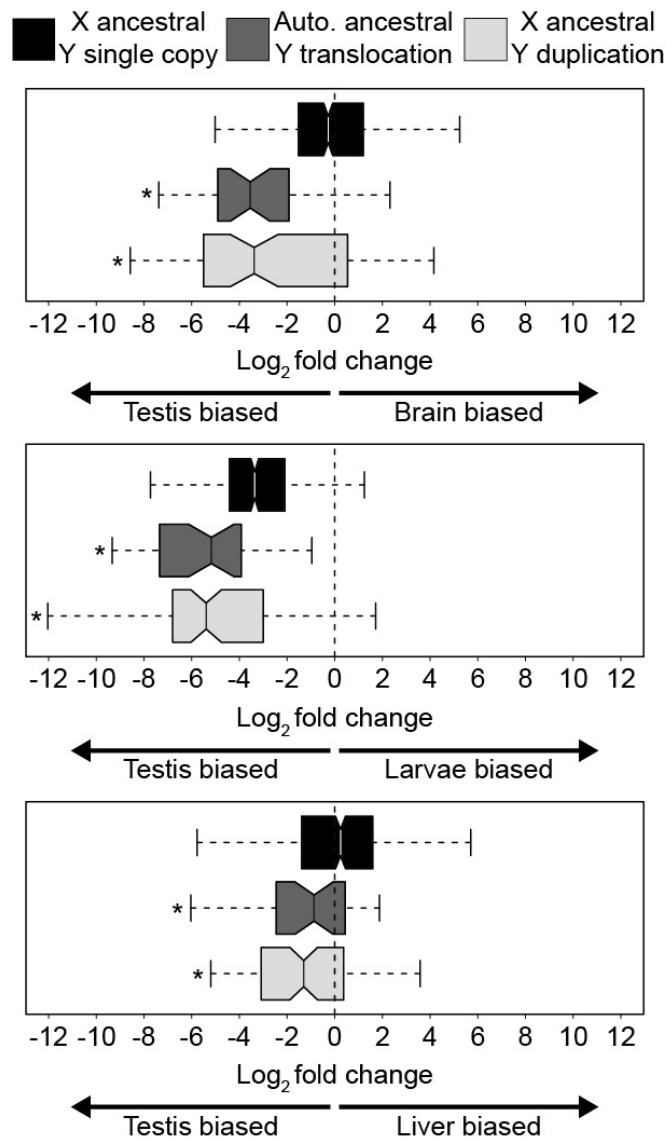 X ancestral Auto. ancestral X ancestral
Y single copy Y translocation Y duplication
*
*
-12 -10 -8 -6 -4 -2 0 2 4 6 8 10 12
Log2 fold change
Testis biased Brain biased
*
*
-12 -10 -8 -6 -4 -2 0 2 4 6 8 10 12
Log2 fold change
Testis biased Larvae biased
*
*
-12 -10 -8 -6 -4 -2 0 2 4 6 8 10 12
Log2 fold change
Testis biased Liver biased